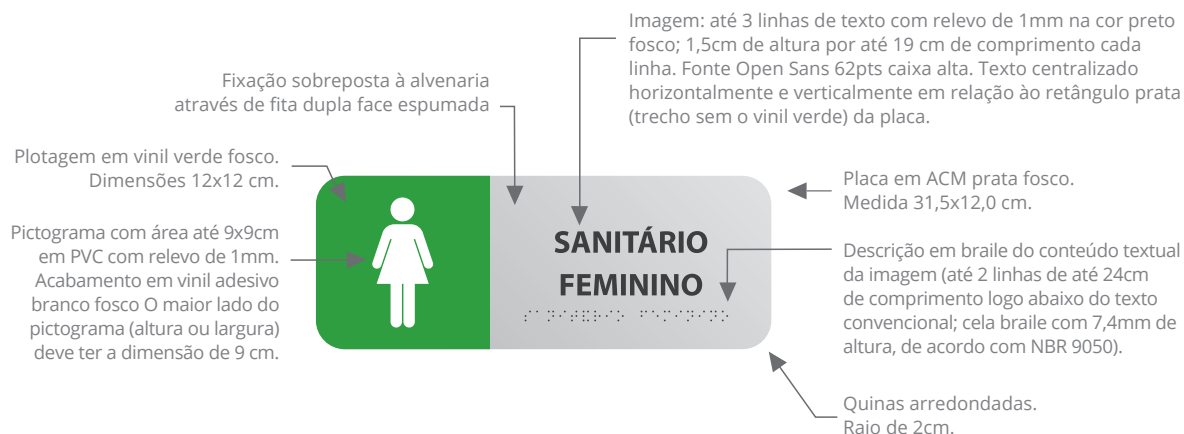 Imagem: até 3 linhas de texto com relevo de 1mm na cor preto
fosco; 1,5cm de altura por até 19 cm de comprimento cada
linha. Fonte Open Sans 62pts caixa alta. Texto centralizado
horizontalmente e verticalmente em relação ào retângulo prata
(trecho sem o vinil verde) da placa.
Fixação sobreposta à alvenaria
através de fita dupla face espumada
Plotagem em vinil verde fosco.
Dimensões 12x12 cm.
Pictograma com área até 9x9cm
em PVC com relevo de 1mm.
Acabamento em vinil adesivo
branco fosco O maior lado do
pictograma (altura ou largura)
deve ter a dimensão de 9 cm.
SANITÁRIO
FEMININO
Placa em ACM prata fosco.
Medida 31,5x12,0 cm.
Descrição em braile do conteúdo textual
da imagem (até 2 linhas de até 24cm
de comprimento logo abaixo do texto
convencional; cela braile com 7,4mm de
altura, de acordo com NBR 9050).
Quinas arredondadas.
Raio de 2cm.